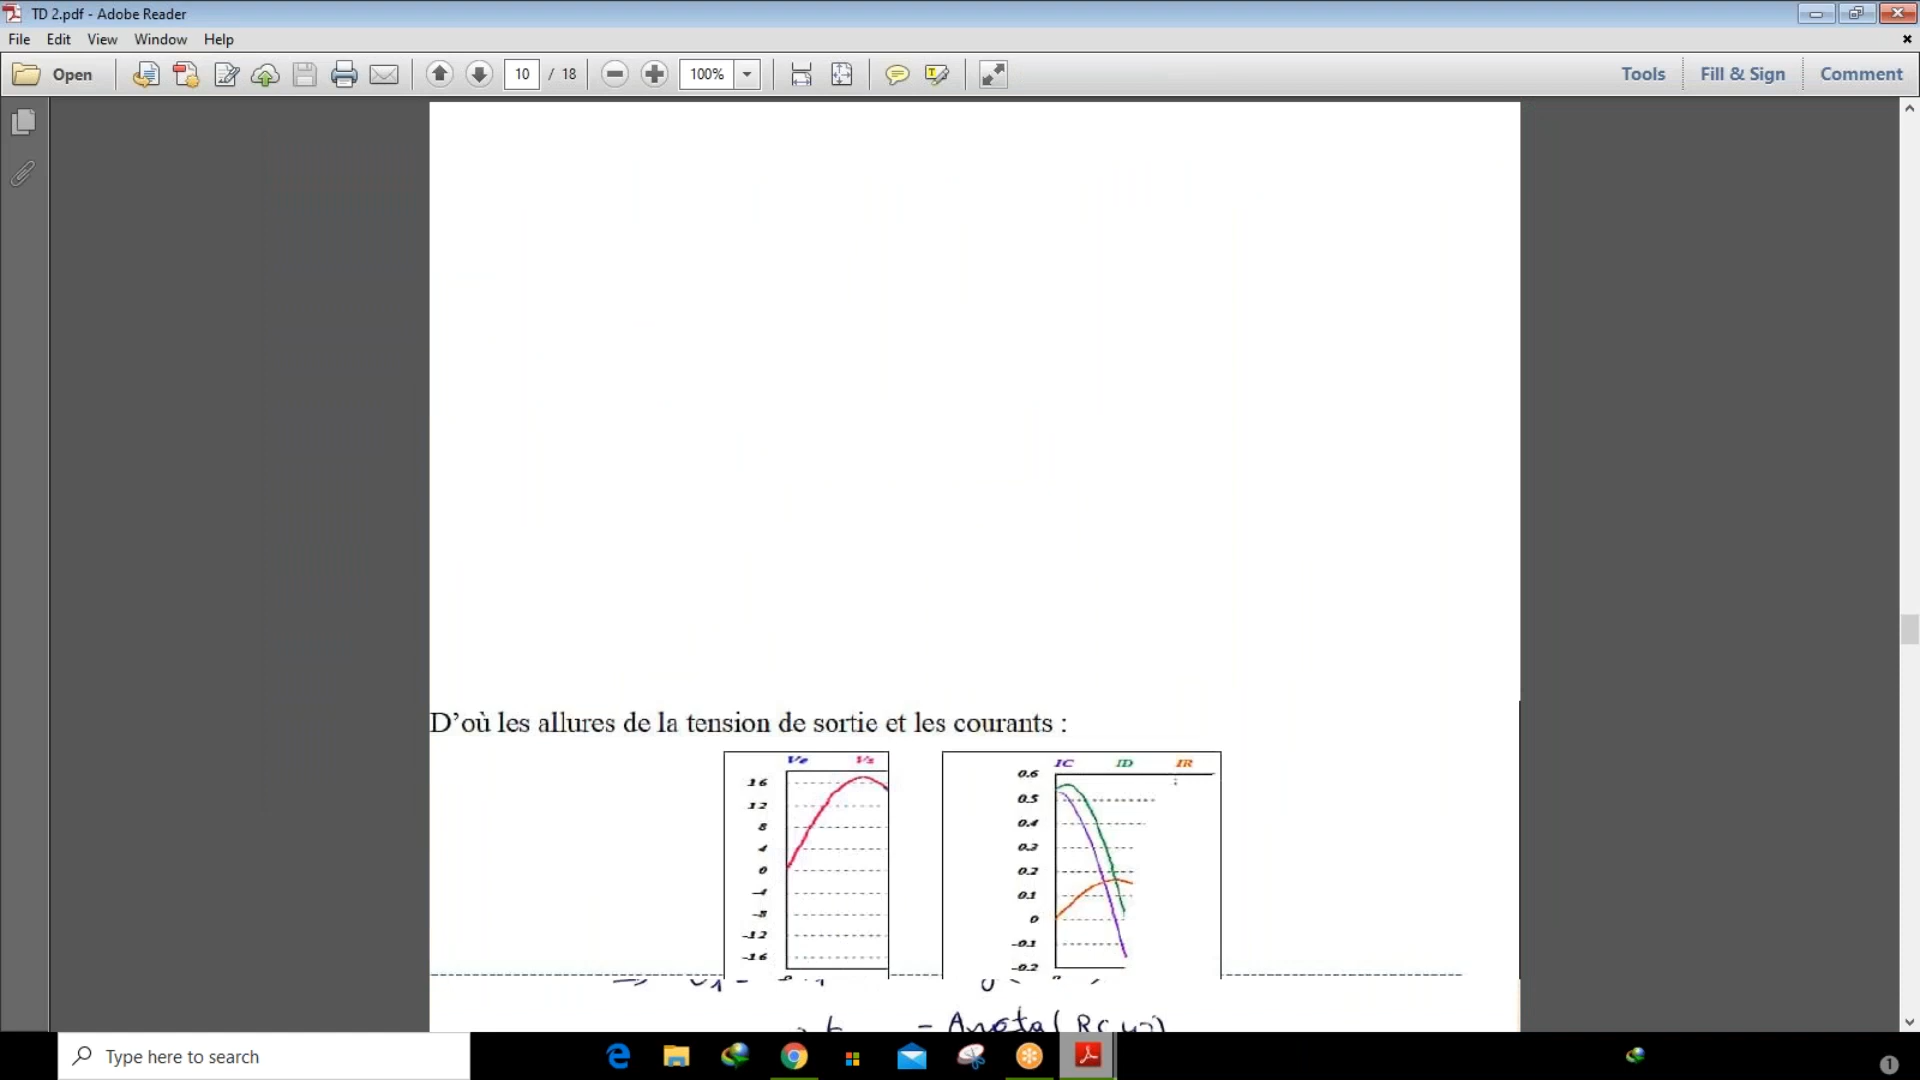 TD 2.pdf - Adobe Reader
File Edit View Window Help
Open 10 / 18 100% Tools Fill & Sign Comment
D'où les allures de la tension de sortie et les courants :
Ve Vs
16
12
8
4
0
-4
-8
-12
-16
IC ID IR
0.6
0.5
0.4
0.3
0.2
0.1
0
-0.1
-0.2
Type here to search
1